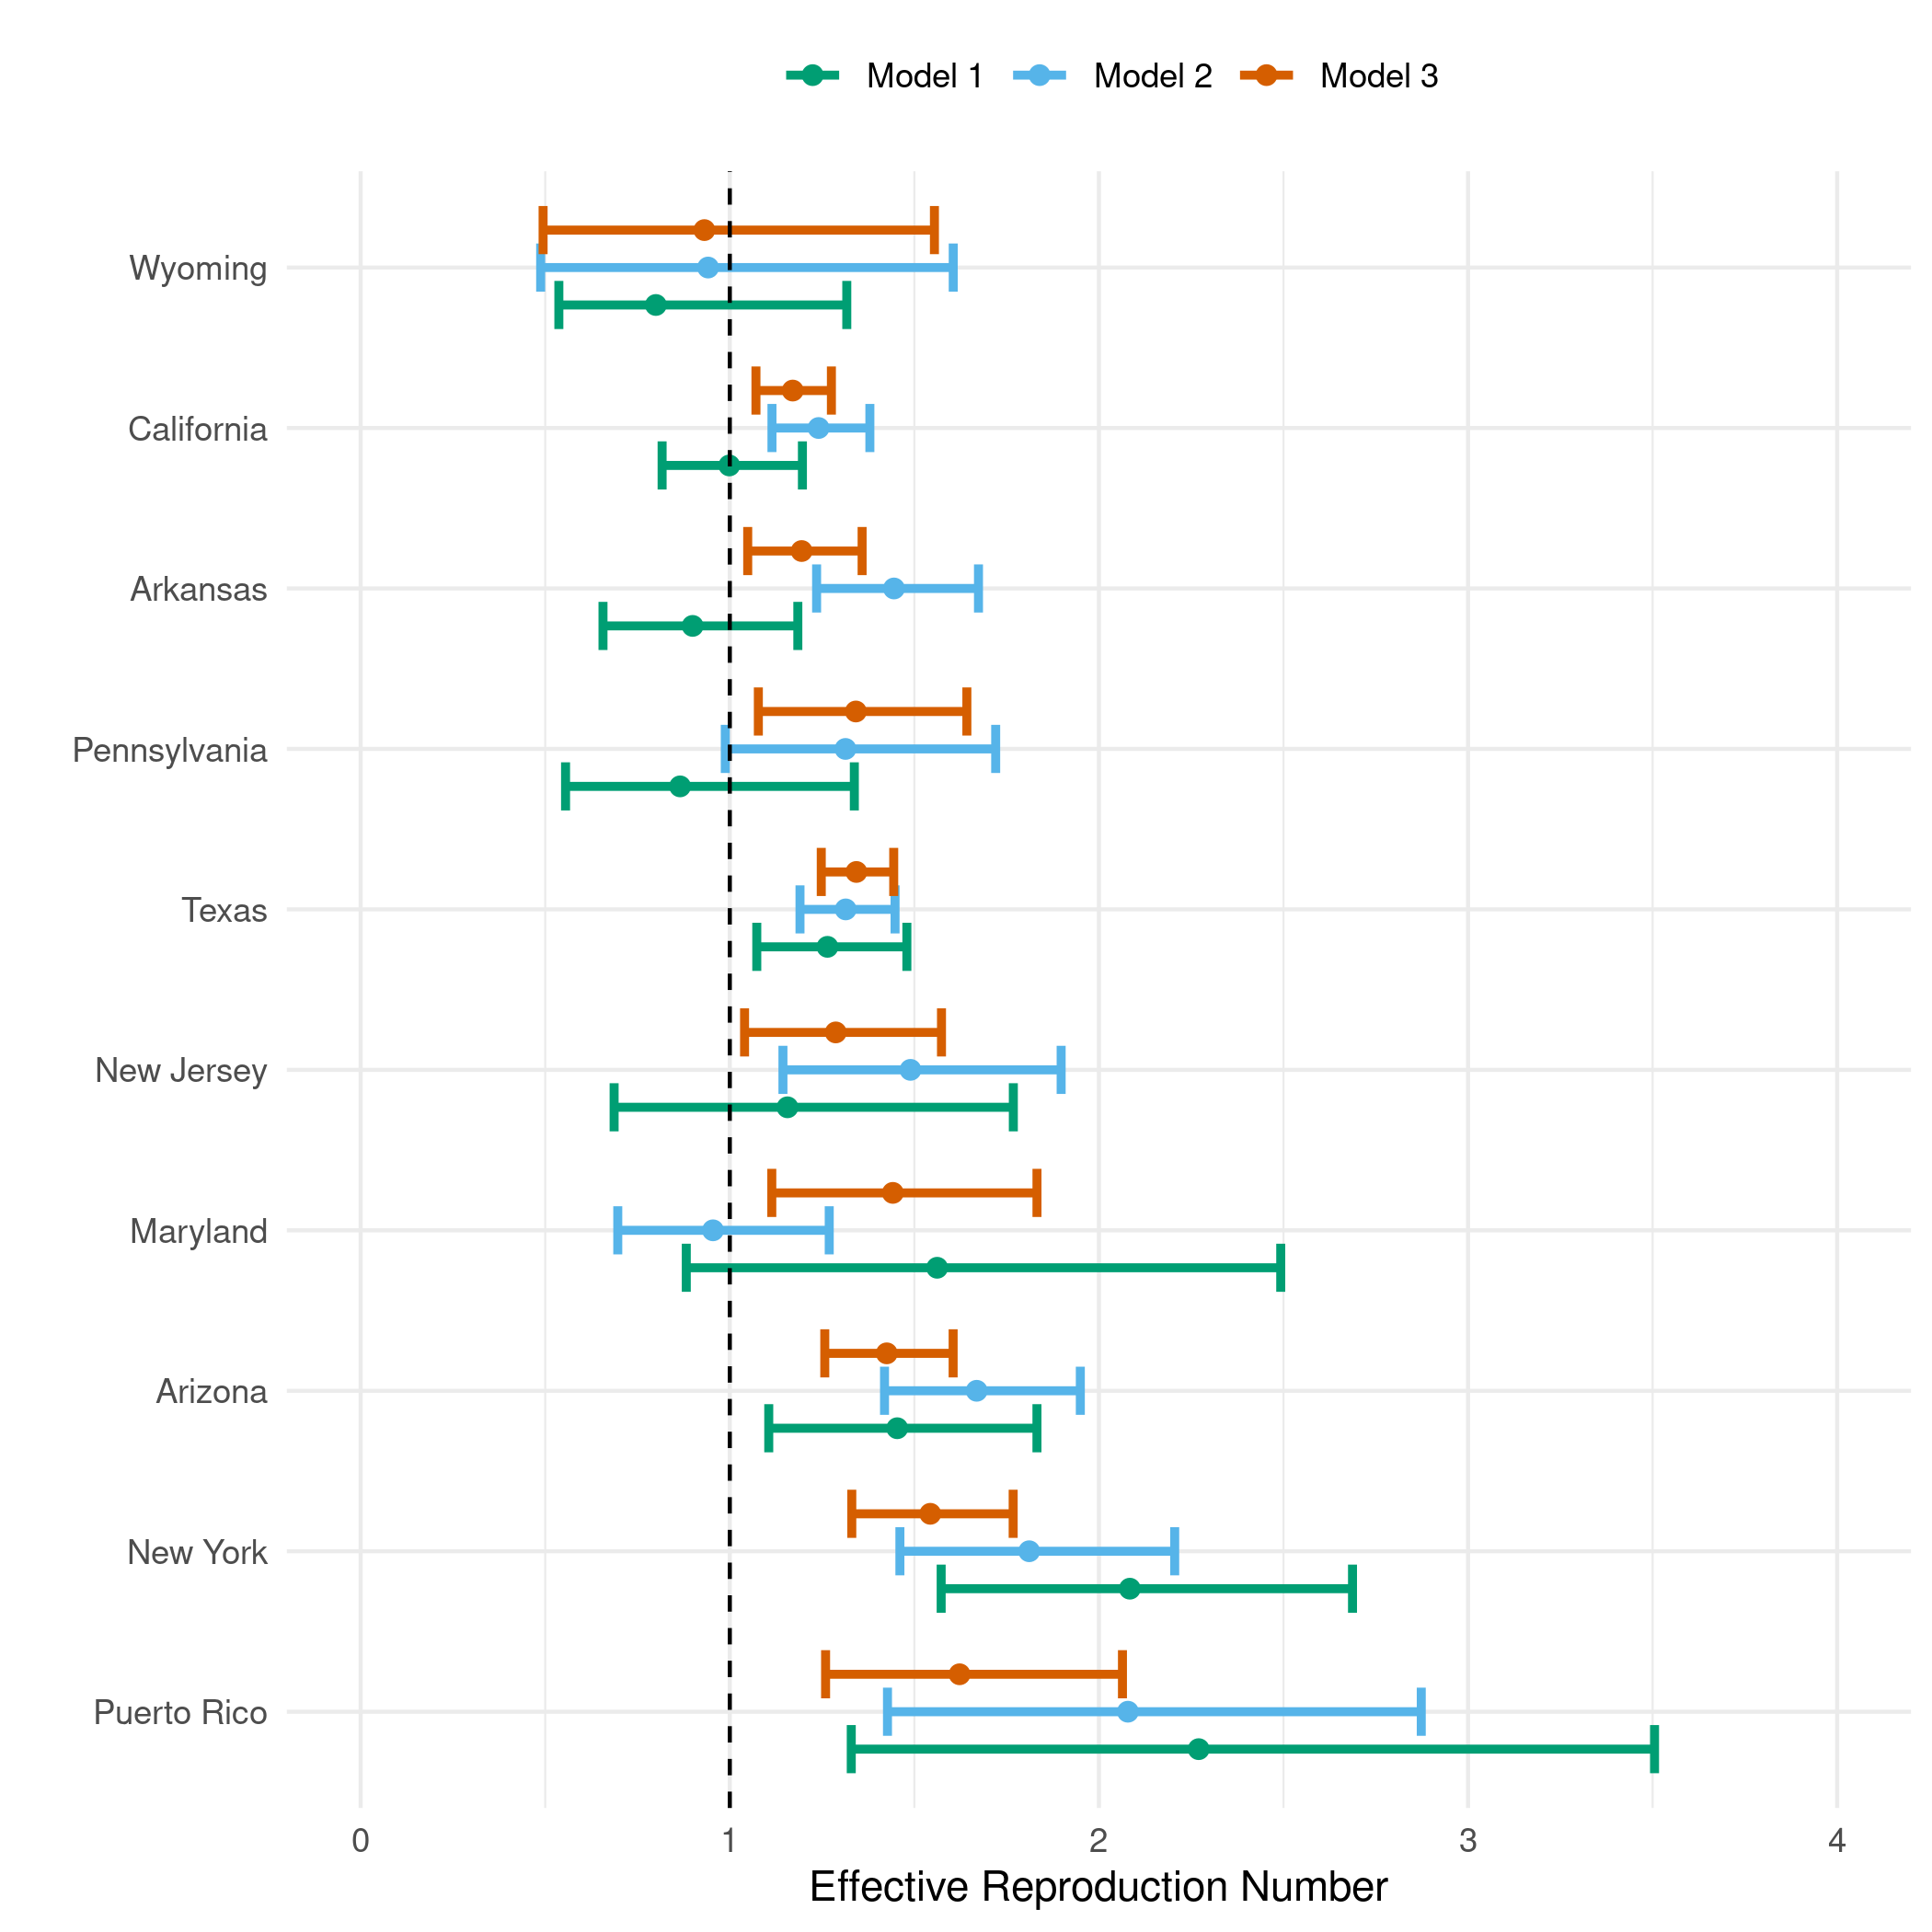 Model 1 Model 2 Model 3
Wyoming
California
Arkansas
Pennsylvania
Texas
New Jersey
Maryland
Arizona
New York
Puerto Rico
0 1 2 3 4
Effective Reproduction Number